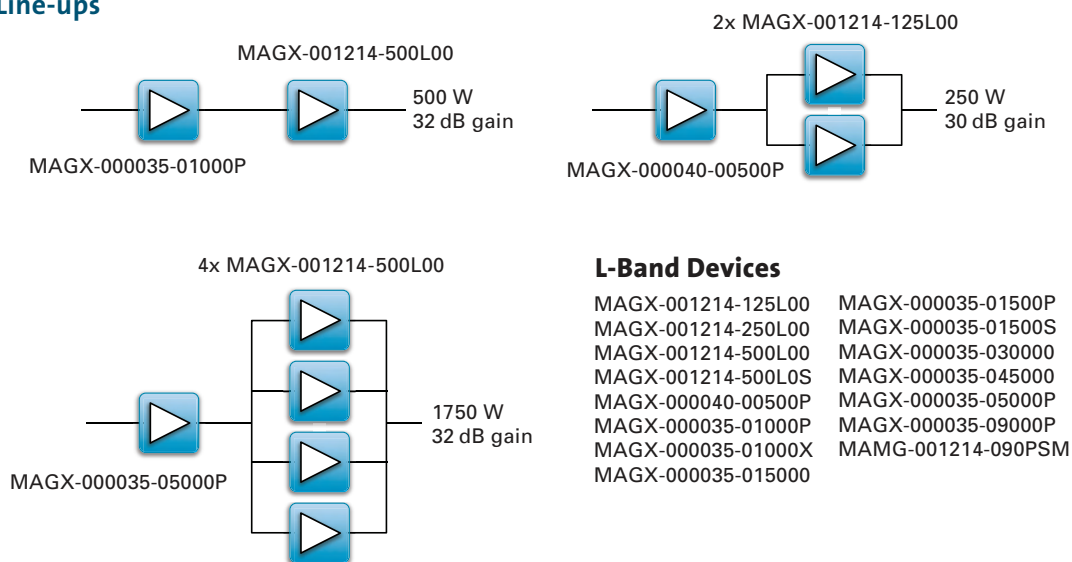 Line-ups
MAGX-001214-500L00
500 W
32 dB gain
MAGX-000035-01000P
2x MAGX-001214-125L00
250 W
30 dB gain
MAGX-000040-00500P
4x MAGX-001214-500L00
1750 W
32 dB gain
MAGX-000035-05000P
L-Band Devices
MAGX-001214-125L00
MAGX-001214-250L00
MAGX-001214-500L00
MAGX-001214-500L0S
MAGX-000040-00500P
MAGX-000035-01000P
MAGX-000035-01000X
MAGX-000035-015000
MAGX-000035-01500P
MAGX-000035-01500S
MAGX-000035-030000
MAGX-000035-045000
MAGX-000035-05000P
MAGX-000035-09000P
MAMG-001214-090PSM